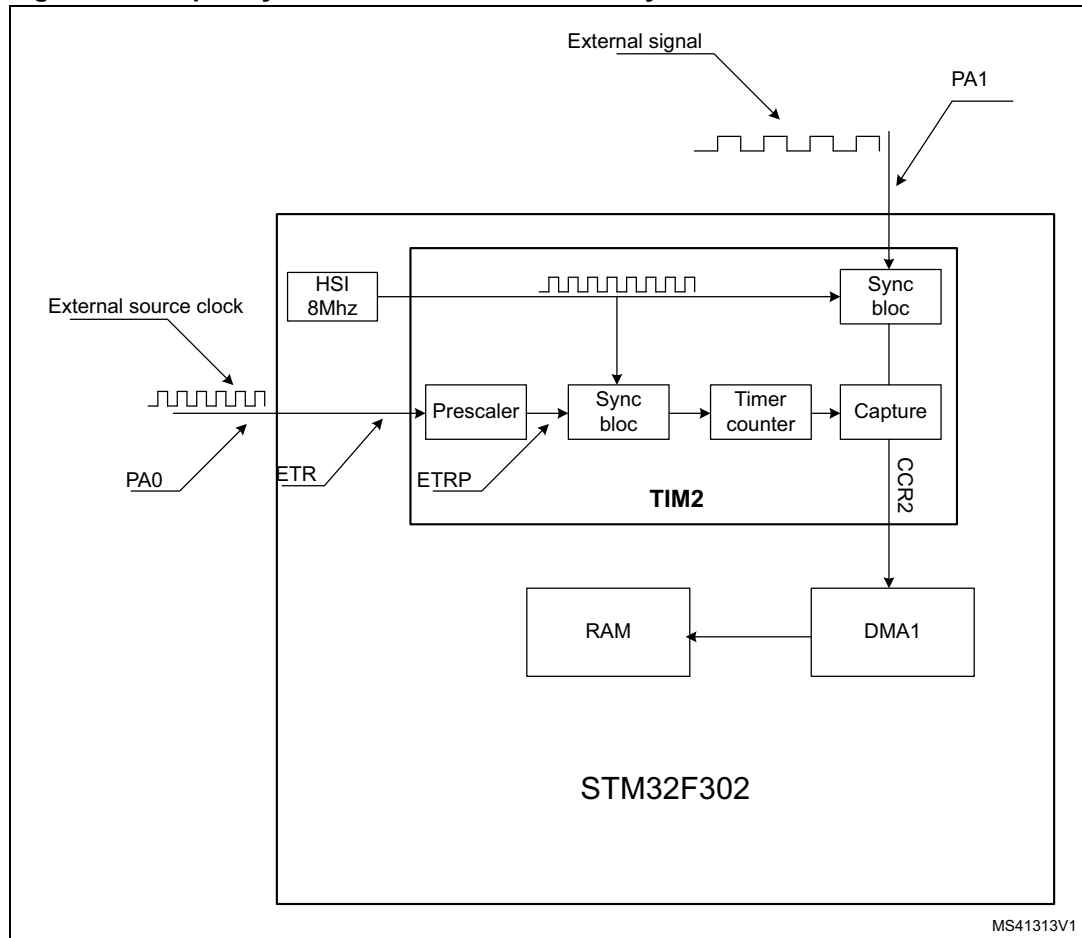 External signal
PA1
HSI
8Mhz
Sync
bloc
External source clock
Prescaler
Sync
bloc
Timer
counter
Capture
PA0
ETR
ETRP
TIM2
CCR2
RAM
DMA1
STM32F302
MS41313V1